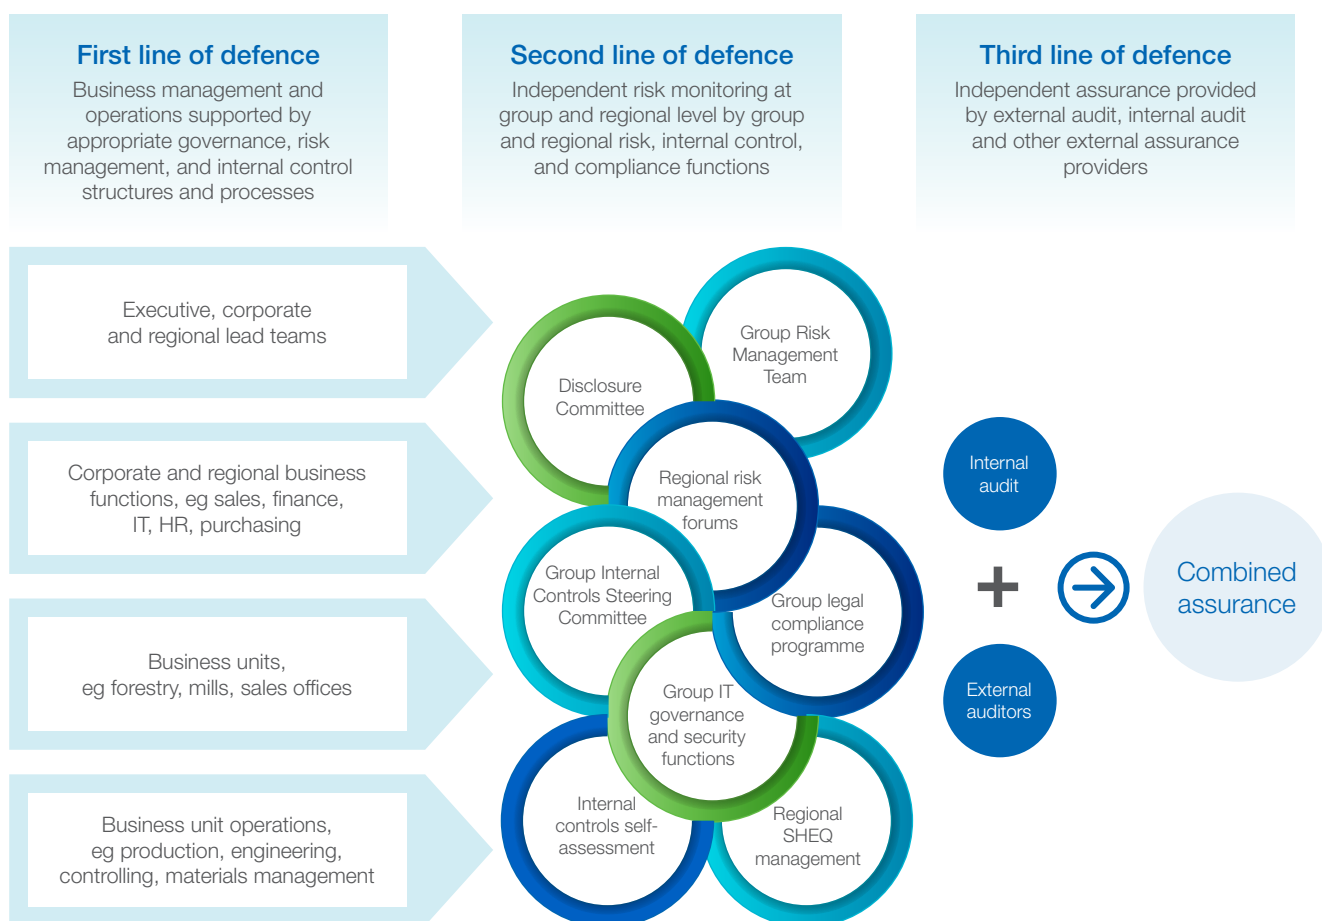 First line of defence
Business management and
operations supported by
appropriate governance, risk
management, and internal control
structures and processes
Second line of defence
Independent risk monitoring at
group and regional level by group
and regional risk, internal control,
and compliance functions
Third line of defence
Independent assurance provided
by external audit, internal audit
and other external assurance
providers
Executive, corporate
and regional lead teams
Corporate and regional business
functions, eg sales, finance,
IT, HR, purchasing
Business units,
eg forestry, mills, sales offices
Business unit operations,
eg production, engineering,
controlling, materials management
Group Risk
Management
Team
Disclosure
Committee
Regional risk
management
forums
Group Internal
Controls Steering
Committee
Group legal
compliance
programme
Group IT
governance
and security
functions
Internal
controls self-
assessment
Regional
SHEQ
management
Internal
audit
+
External
auditors
Combined
assurance